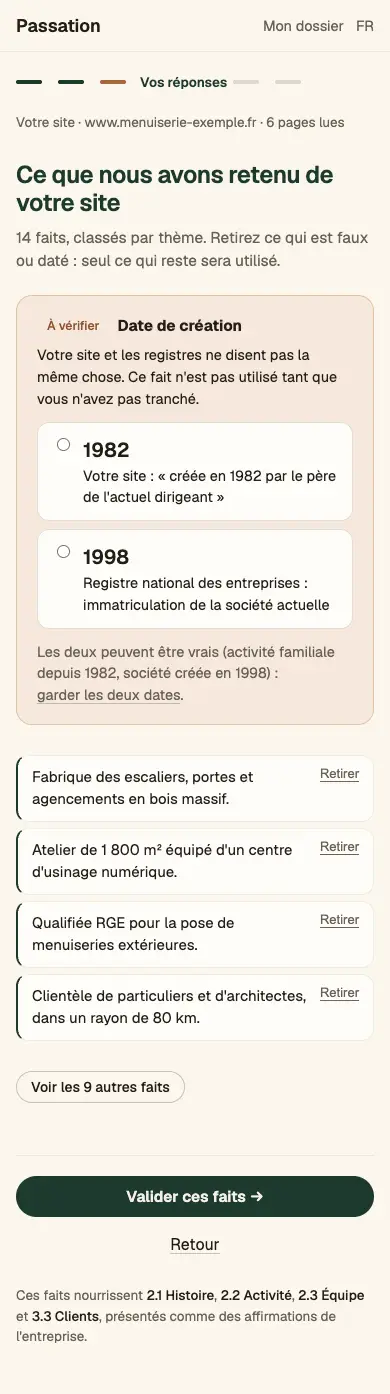 Passation
Mon dossier FR
Vos réponses
Votre site · www.menuiserie-exemple.fr · 6 pages lues
Ce que nous avons retenu de
votre site
14 faits, classés par thème. Retirez ce qui est faux
ou daté : seul ce qui reste sera utilisé.
À vérifier Date de création
Votre site et les registres ne disent pas la
même chose. Ce fait n'est pas utilisé tant que
vous n'avez pas tranché.
1982
Votre site : « créée en 1982 par le père
de l'actuel dirigeant »
1998
Registre national des entreprises :
immatriculation de la société actuelle
Les deux peuvent être vrais (activité familiale
depuis 1982, société créée en 1998) :
garder les deux dates.
Fabrique des escaliers, portes et
agencements en bois massif.
Retirer
Atelier de 1 800 m² équipé d'un centre
d'usinage numérique.
Retirer
Qualifiée RGE pour la pose de
menuiseries extérieures.
Retirer
Clientèle de particuliers et d'architectes,
dans un rayon de 80 km.
Retirer
Voir les 9 autres faits
Valider ces faits →
Retour
Ces faits nourrissent 2.1 Histoire, 2.2 Activité, 2.3 Équipe
et 3.3 Clients, présentés comme des affirmations de
l'entreprise.